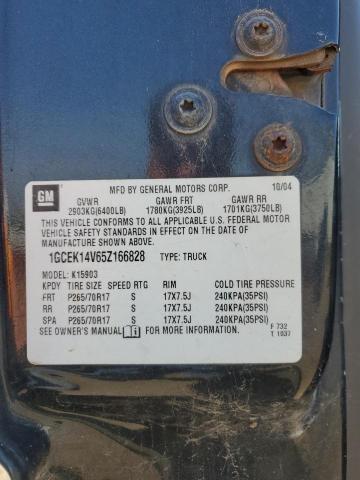 GM
MFD BY GENERAL MOTORS CORP. 10/04
GVWR GAWR FRT GAWR RR
2903KG(6400LB) 1780KG(3925LB) 1701KG(3750LB)
THIS VEHICLE CONFORMS TO ALL APPLICABLE U.S. FEDERAL MOTOR
VEHICLE SAFETY STANDARDS IN EFFECT ON THE DATE OF
MANUFACTURE SHOWN ABOVE.
1GCEK14V65Z166828 TYPE: TRUCK
MODEL: K15903
KPDY TIRE SIZE SPEED RTG RIM COLD TIRE PRESSURE
FRT P265/70R17 S 17X7.5J 240KPA(35PSI)
RR P265/70R17 S 17X7.5J 240KPA(35PSI)
SPA P265/70R17 S 17X7.5J 240KPA(35PSI)
SEE OWNER'S MANUAL FOR MORE INFORMATION.
F 732
T 1037